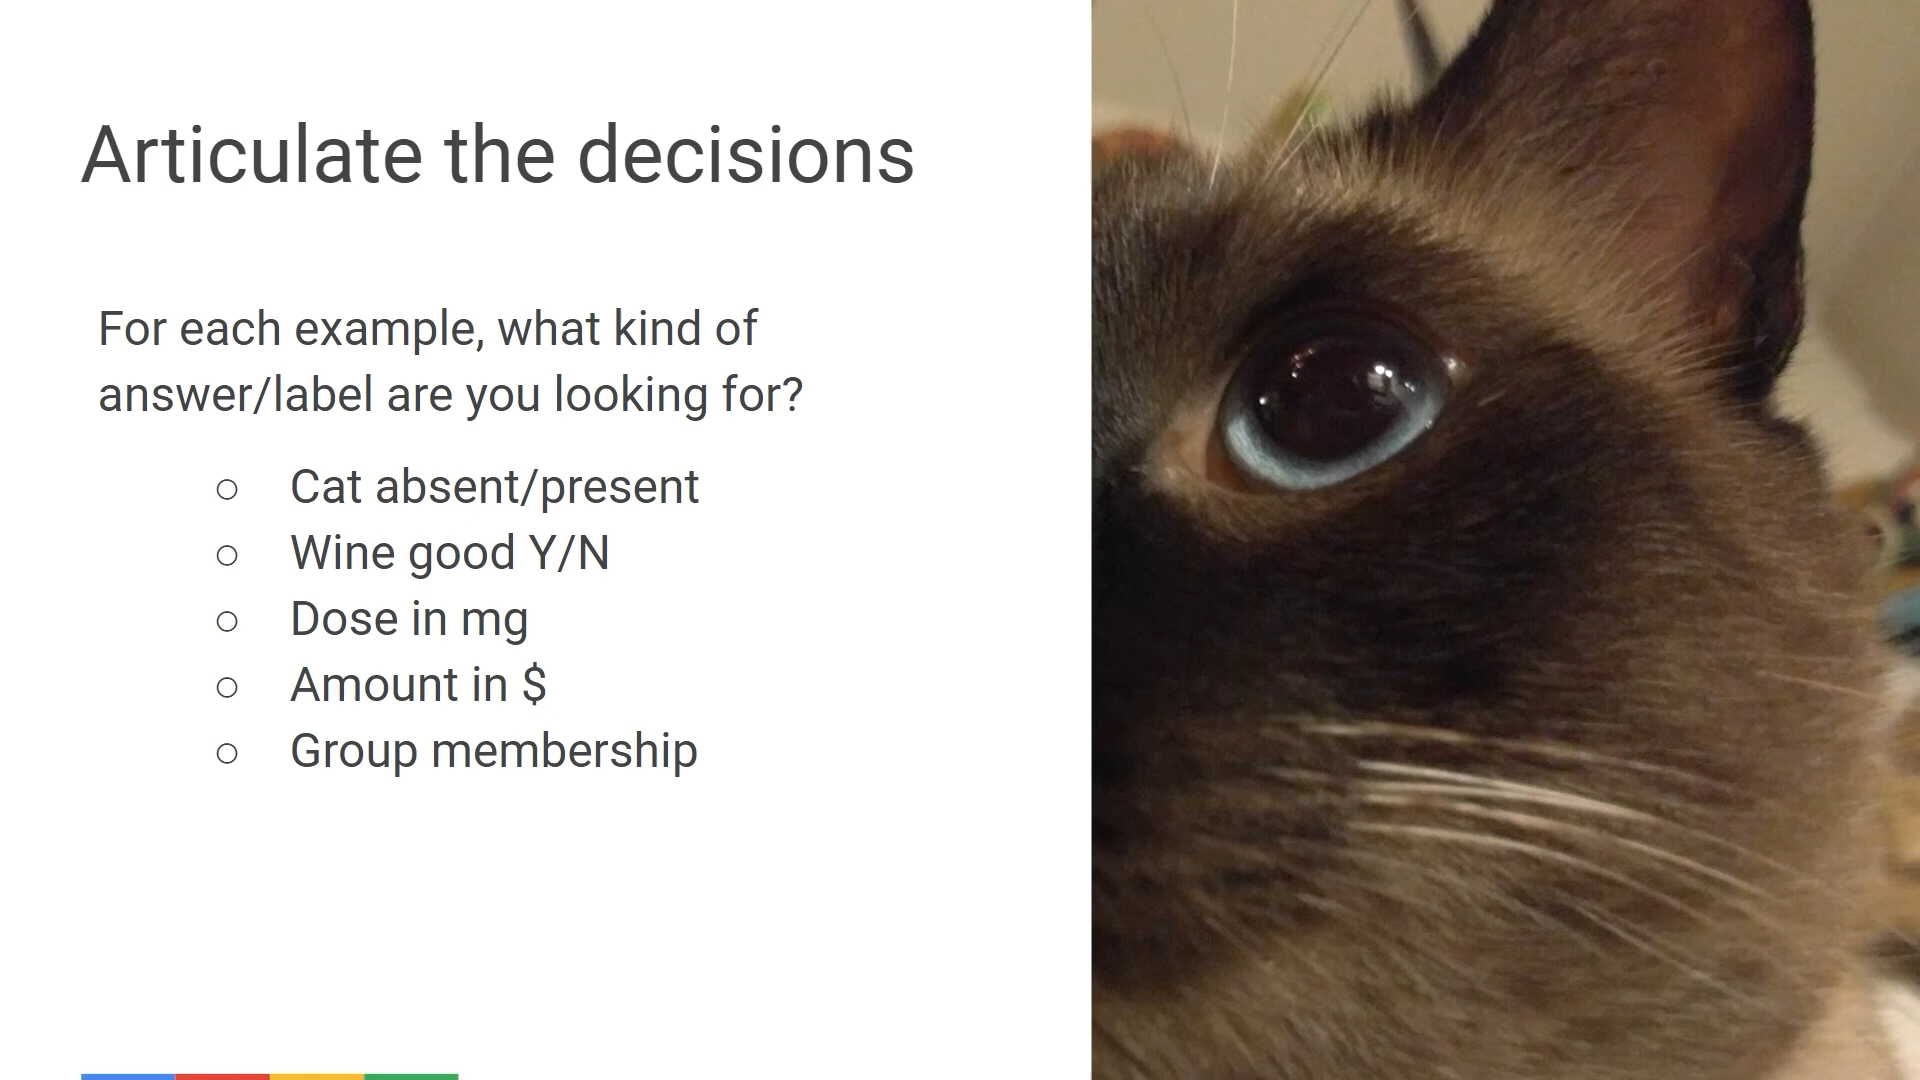 Articulate the decisions
For each example, what kind of
answer/label are you looking for?
○ Cat absent/present
○ Wine good Y/N
○ Dose in mg
○ Amount in $
○ Group membership